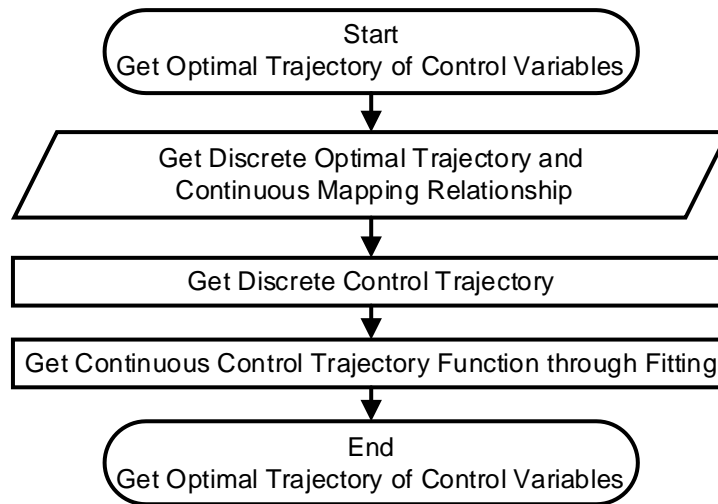 Start
Get Optimal Trajectory of Control Variables
Get Discrete Optimal Trajectory and
Continuous Mapping Relationship
Get Discrete Control Trajectory
Get Continuous Control Trajectory Function through Fitting
End
Get Optimal Trajectory of Control Variables